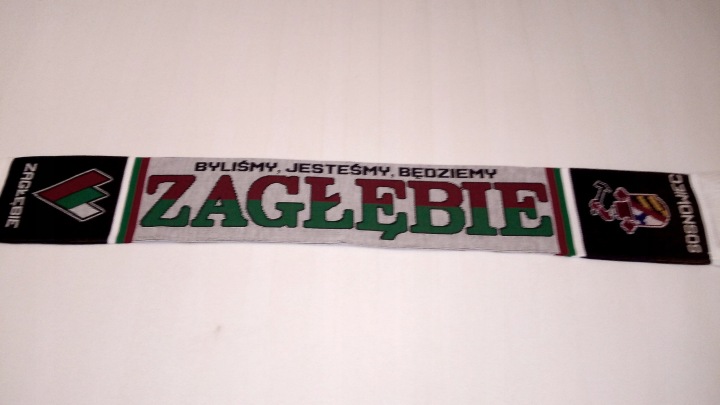 ZAGŁĘBIE
BYLIŚMY, JESTEŚMY, BĘDZIEMY
ZAGŁĘBIE
SOSNOWIEC